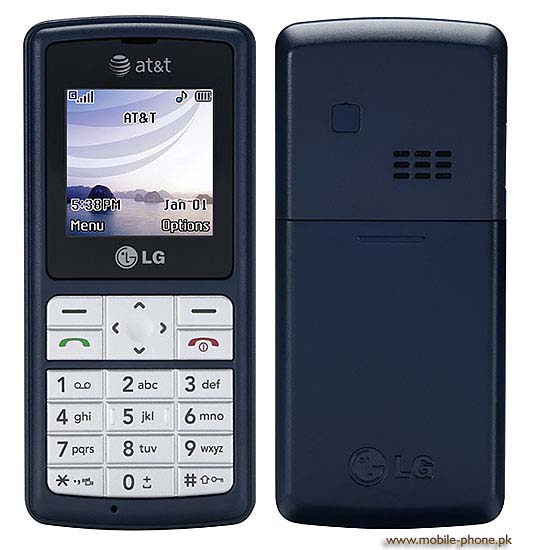 at&t
G
AT&T
5:38PM Jan 01
Menu Options
LG
1 2 abc 3 def
4 ghi 5 jkl 6 mno
7 pqrs 8 tuv 9 wxyz
* 0 ± #
LG
www.mobile-phone.pk